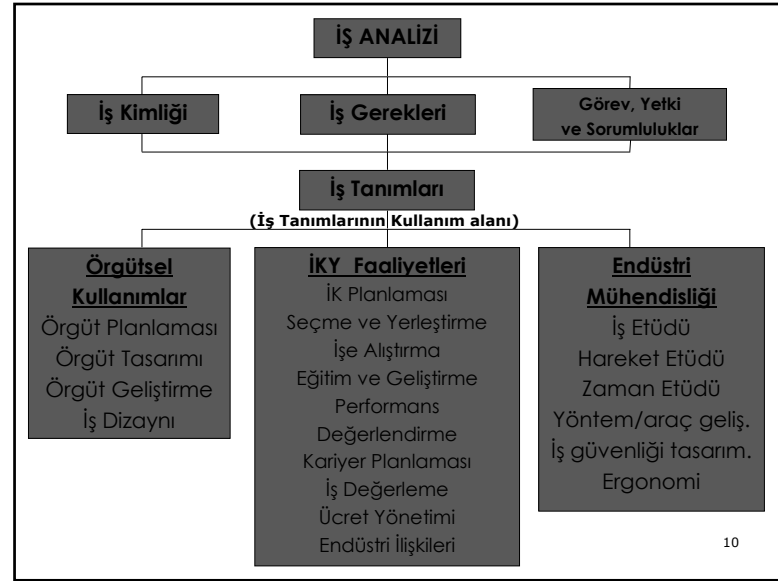 İŞ ANALİZİ
İş Kimliği
İş Gerekleri
Görev, Yetki
ve Sorumluluklar
İş Tanımları
(İş Tanımlarının Kullanım alanı)
Örgütsel
Kullanımlar
Örgüt Planlaması
Örgüt Tasarımı
Örgüt Geliştirme
İş Dizaynı
İKY Faaliyetleri
İK Planlaması
Seçme ve Yerleştirme
İşe Alıştırma
Eğitim ve Geliştirme
Performans
Değerlendirme
Kariyer Planlaması
İş Değerleme
Ücret Yönetimi
Endüstri İlişkileri
Endüstri
Mühendisliği
İş Etüdü
Hareket Etüdü
Zaman Etüdü
Yöntem/araç geliş.
İş güvenliği tasarım.
Ergonomi
10